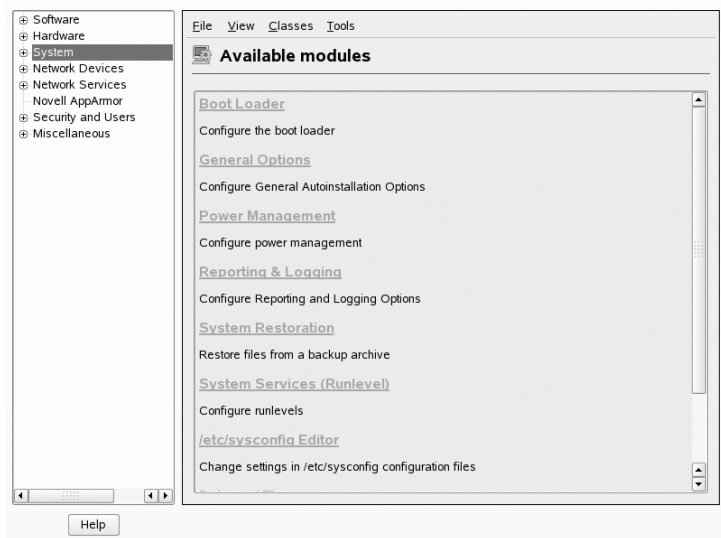 Software
Hardware
System
Network Devices
Network Services
Novell AppArmor
Security and Users
Miscellaneous
File View Classes Tools
Available modules
Boot Loader
Configure the boot loader
General Options
Configure General Autoinstallation Options
Power Management
Configure power management
Reporting & Logging
Configure Reporting and Logging Options
System Restoration
Restore files from a backup archive
System Services (Runlevel)
Configure runlevels
/etc/sysconfig Editor
Change settings in /etc/sysconfig configuration files
Help